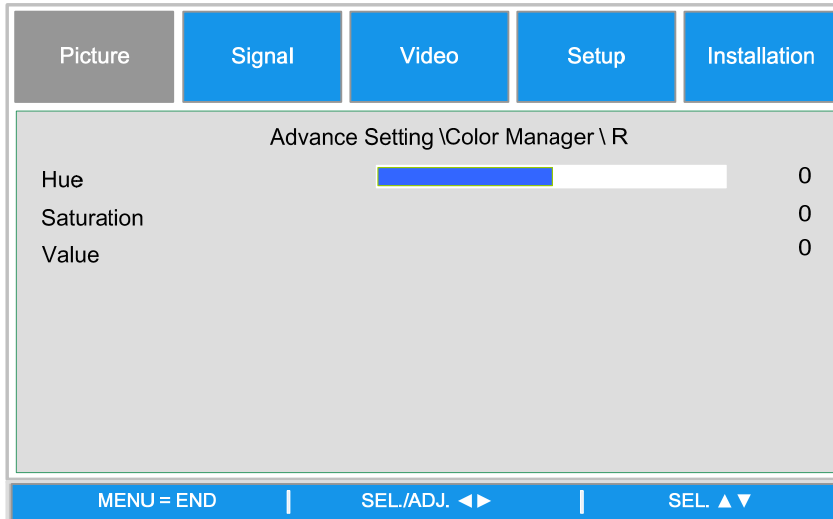 Picture Signal Video Setup Installation
Advance Setting \Color Manager \ R
Hue 0
Saturation 0
Value 0
MENU = END | SEL./ADJ. ◄► | SEL. ▲▼